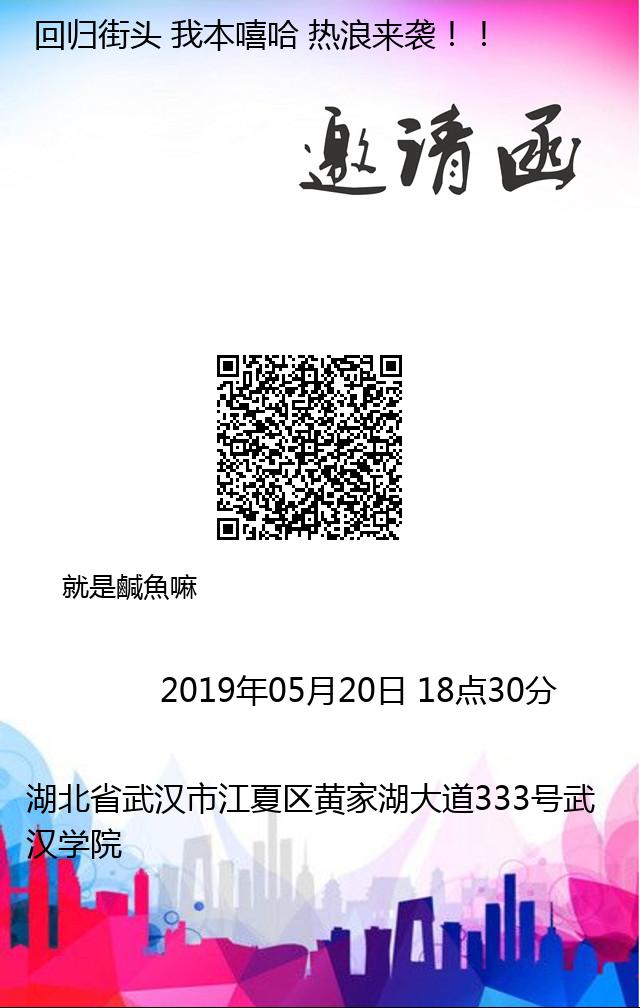 回归街头 我本嘻哈 热浪来袭！！
邀请函
就是鹹魚嘛
2019年05月20日 18点30分
湖北省武汉市江夏区黄家湖大道333号武
汉学院